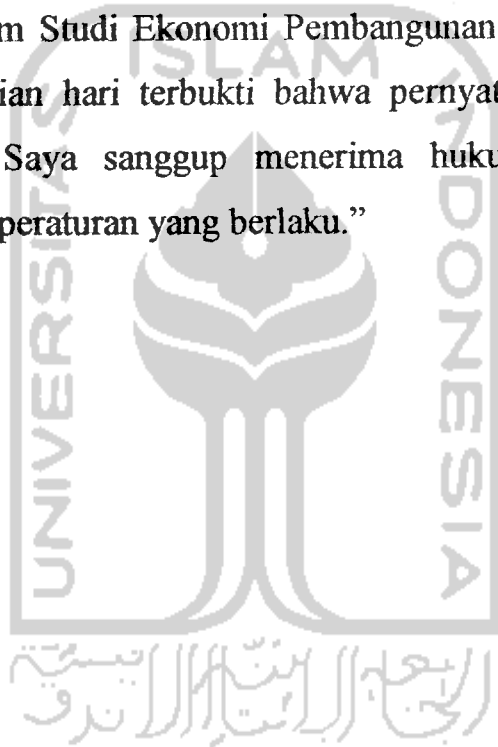 m Studi Ekonomi Pembangunan
ian hari terbukti bahwa pernyat
Saya sanggup menerima huku
peraturan yang berlaku.”
ISLAM
UNIVERSITAS
INDONESIA